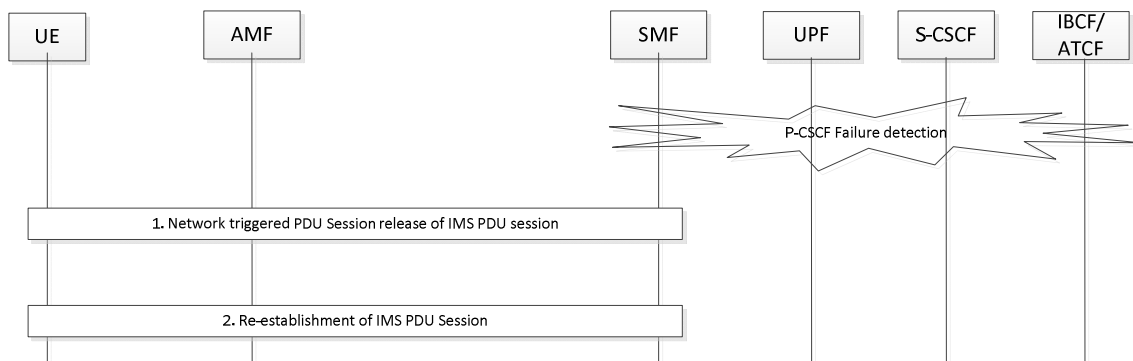 UE
AMF
SMF
UPF
S-CSCF
IBCF/
ATCF
P-CSCF Failure detection
1. Network triggered PDU Session release of IMS PDU session
2. Re-establishment of IMS PDU Session